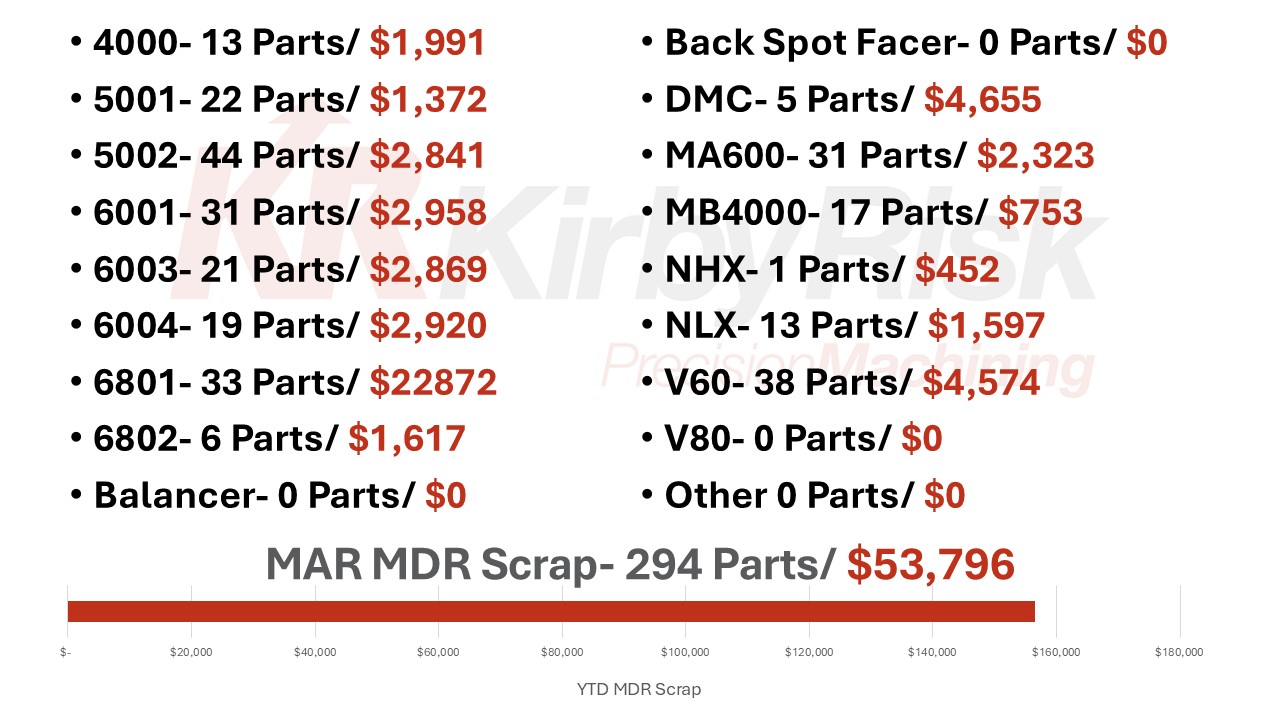 • 4000- 13 Parts/ $1,991
• 5001- 22 Parts/ $1,372
• 5002- 44 Parts/ $2,841
• 6001- 31 Parts/ $2,958
• 6003- 21 Parts/ $2,869
• 6004- 19 Parts/ $2,920
• 6801- 33 Parts/ $22872
• 6802- 6 Parts/ $1,617
• Balancer- 0 Parts/ $0
• Back Spot Facer- 0 Parts/ $0
• DMC- 5 Parts/ $4,655
• MA600- 31 Parts/ $2,323
• MB4000- 17 Parts/ $753
• NHX- 1 Parts/ $452
• NLX- 13 Parts/ $1,597
• V60- 38 Parts/ $4,574
• V80- 0 Parts/ $0
• Other 0 Parts/ $0
KR KirbyRisk
PrecisionMachining
MAR MDR Scrap- 294 Parts/ $53,796
$- $20,000 $40,000 $60,000 $80,000 $100,000 $120,000 $140,000 $160,000 $180,000
YTD MDR Scrap